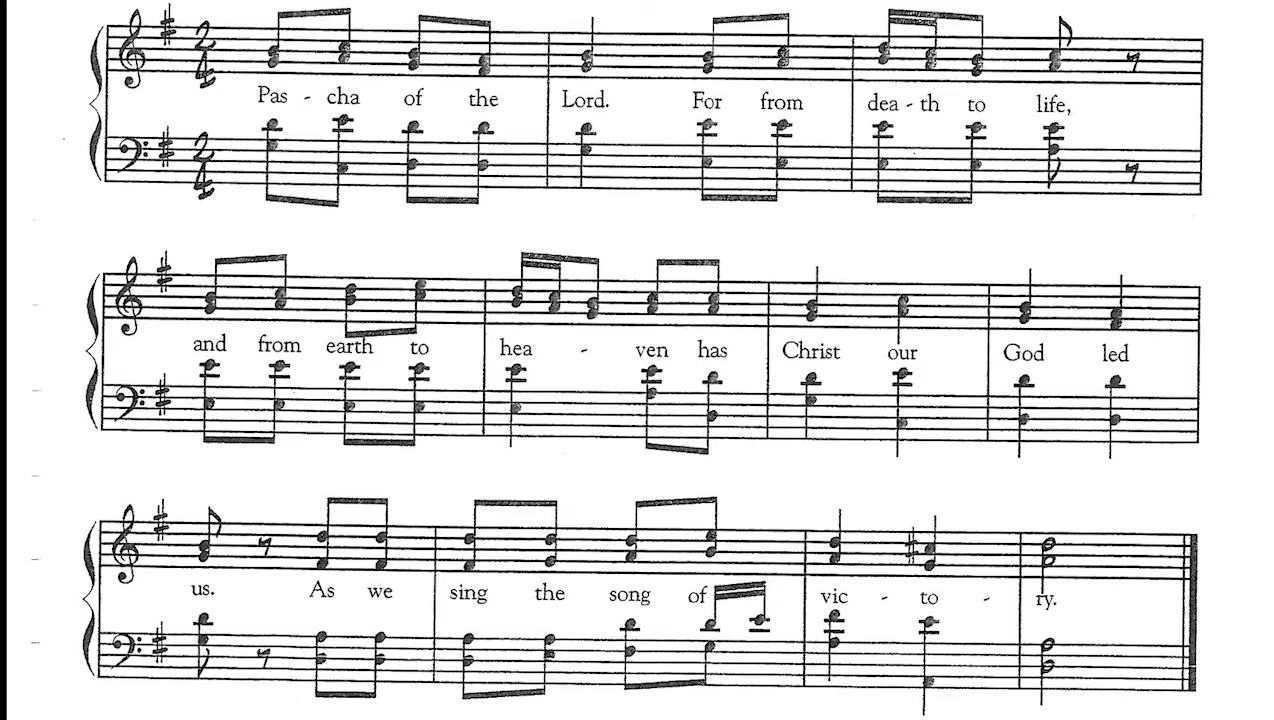 Pas - cha of the Lord. For from dea - th to life,
and from earth to hea - ven has Christ our God led
us. As we sing the song of vic - to - ry.